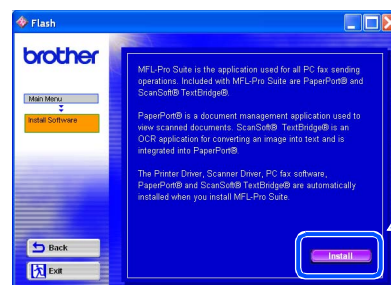 Flash
brother
Main Menu
Install Software
MFL-Pro Suite is the application used for all PC fax sending
operations. Included with MFL-Pro Suite are PaperPort® and
ScanSoft® TextBridge®.
PaperPort® is a document management application used to
view scanned documents. ScanSoft® TextBridge® is an
OCR application for converting an image into text and is
integrated into PaperPort®.
The Printer Driver, Scanner Driver, PC fax software,
PaperPort® and ScanSoft® TextBridge® are automatically
installed when you install MFL-Pro Suite.
Back
Exit
Install